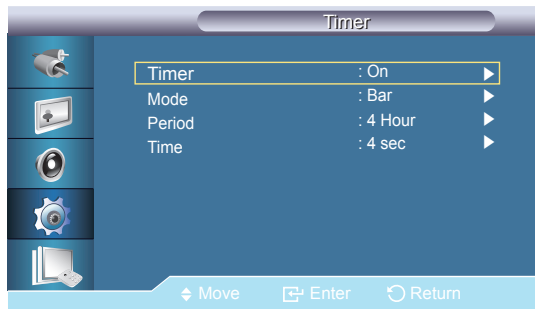 Timer
Timer : On
Mode : Bar
Period : 4 Hour
Time : 4 sec
Move Enter Return